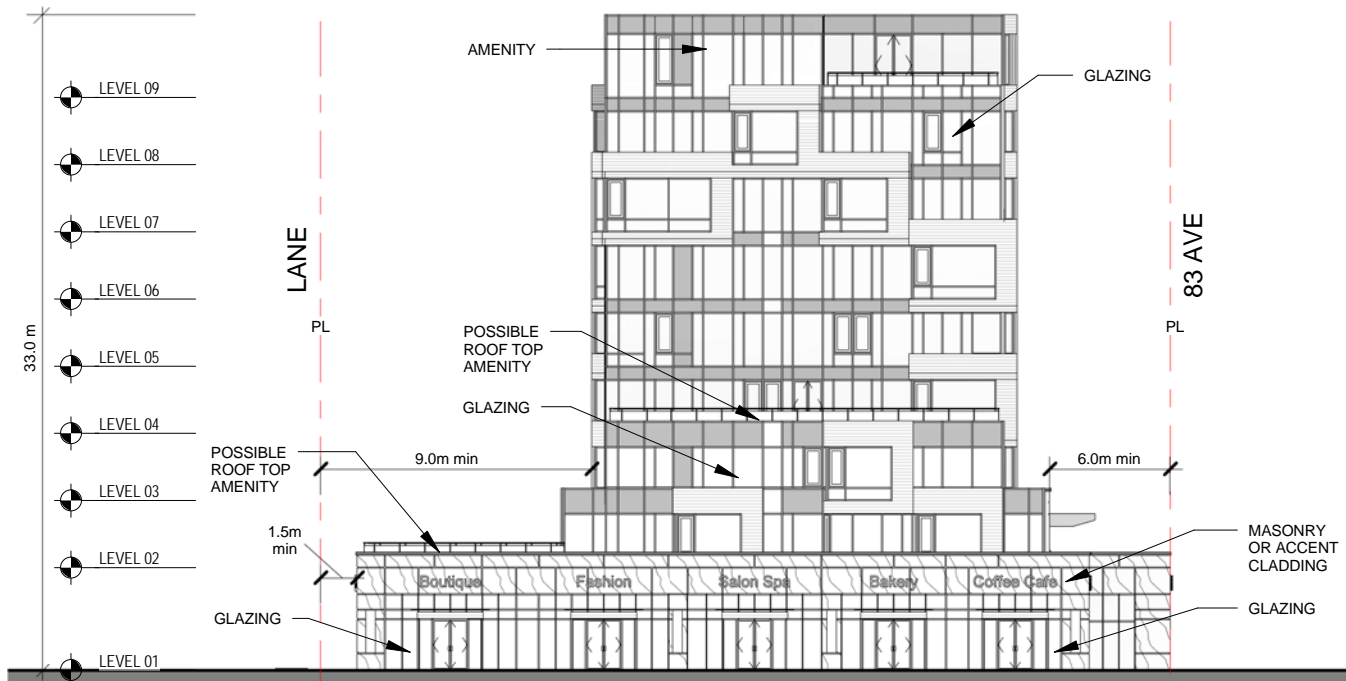 AMENITY
GLAZING
LEVEL 09
LEVEL 08
LEVEL 07
LEVEL 06
LEVEL 05
LEVEL 04
LEVEL 03
LEVEL 02
LEVEL 01
33.0 m
LANE
PL
83 AVE
PL
POSSIBLE
ROOF TOP
AMENITY
GLAZING
POSSIBLE
ROOF TOP
AMENITY
9.0m min
6.0m min
1.5m
min
MASONRY
OR ACCENT
CLADDING
Boutique
Fashion
Salon Spa
Bakery
Coffee Cafe
GLAZING
GLAZING